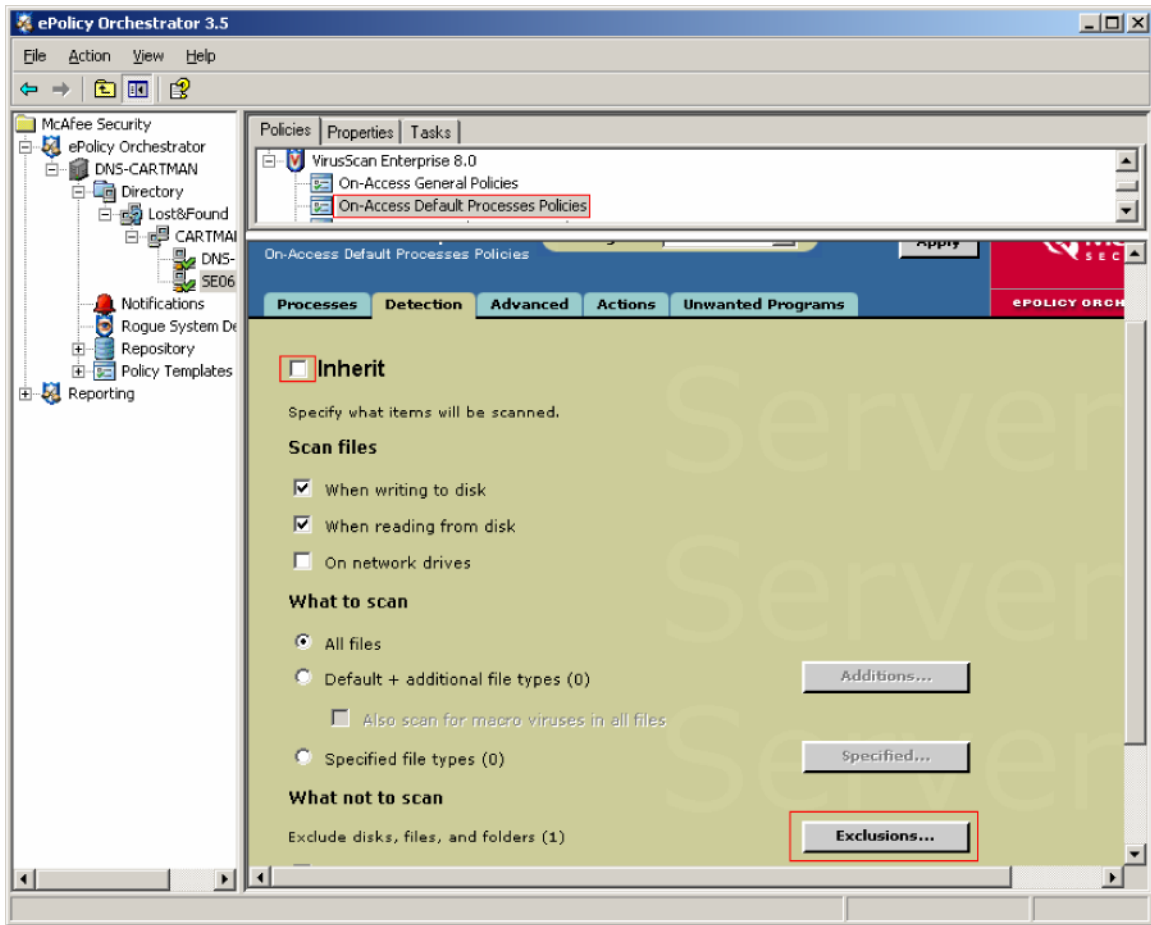 ePolicy Orchestrator 3.5
File Action View Help
McAfee Security
ePolicy Orchestrator
DNS-CARTMAN
Directory
Lost&Found
CARTMAI
DNS-
SE06
Notifications
Rogue System De
Repository
Policy Templates
Reporting
Policies Properties Tasks
VirusScan Enterprise 8.0
On-Access General Policies
On-Access Default Processes Policies
On-Access Default Processes Policies
Apply
SEC
Processes Detection Advanced Actions Unwanted Programs
ePOLICY ORCH
Inherit
Specify what items will be scanned.
Scan files
When writing to disk
When reading from disk
On network drives
What to scan
All files
Default + additional file types (0) Additions...
Also scan for macro viruses in all files
Specified file types (0) Specified...
What not to scan
Exclude disks, files, and folders (1) Exclusions...
Server
Server
Server